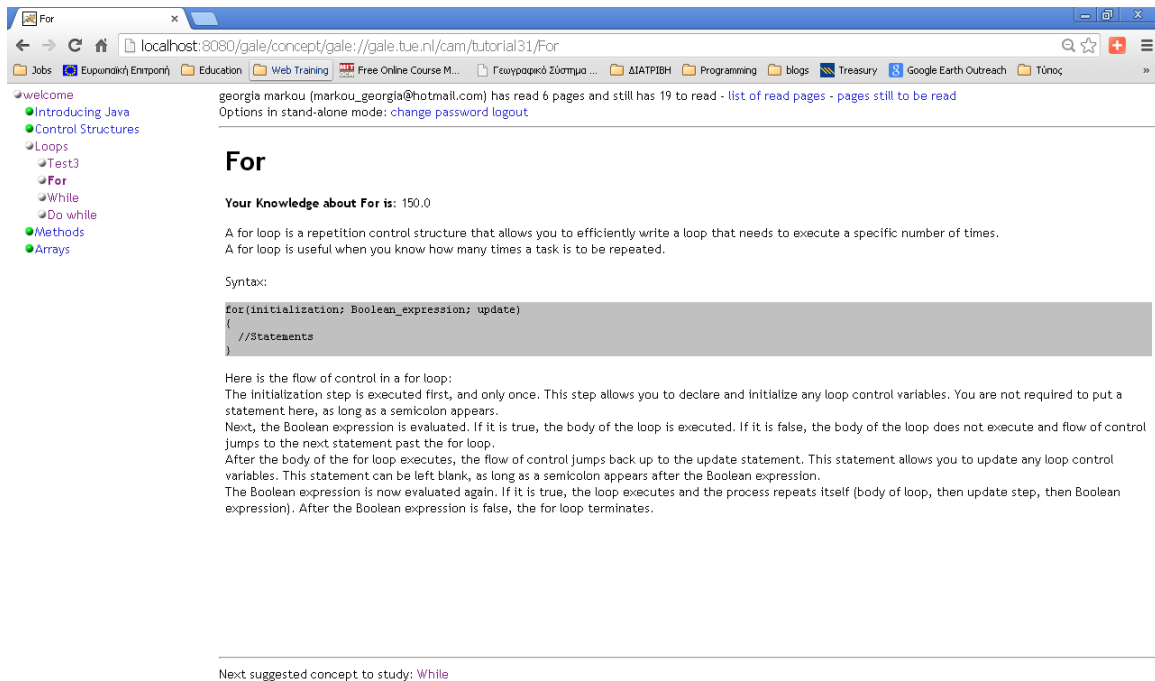 For
localhost:8080/gale/concept/gale://gale.tue.nl/cam/tutorial31/For
Jobs Ευρωπαϊκή Επιτροπή Education Web Training Free Online Course M... Γεωγραφικό Σύστημα ... ΔΙΑΤΡΙΒΗ Programming blogs Treasury Google Earth Outreach Τύπος »
welcome
Introducing Java
Control Structures
Loops
Test3
For
While
Do while
Methods
Arrays
georgia markou (markou_georgia@hotmail.com) has read 6 pages and still has 19 to read - list of read pages - pages still to be read
Options in stand-alone mode: change password logout
For
Your Knowledge about For is: 150.0
A for loop is a repetition control structure that allows you to efficiently write a loop that needs to execute a specific number of times.
A for loop is useful when you know how many times a task is to be repeated.
Syntax:
for(initialization; Boolean_expression; update)
{
//Statements
}
Here is the flow of control in a for loop:
The initialization step is executed first, and only once. This step allows you to declare and initialize any loop control variables. You are not required to put a
statement here, as long as a semicolon appears.
Next, the Boolean expression is evaluated. If it is true, the body of the loop is executed. If it is false, the body of the loop does not execute and flow of control
jumps to the next statement past the for loop.
After the body of the for loop executes, the flow of control jumps back up to the update statement. This statement allows you to update any loop control
variables. This statement can be left blank, as long as a semicolon appears after the Boolean expression.
The Boolean expression is now evaluated again. If it is true, the loop executes and the process repeats itself (body of loop, then update step, then Boolean
expression). After the Boolean expression is false, the for loop terminates.
Next suggested concept to study: While